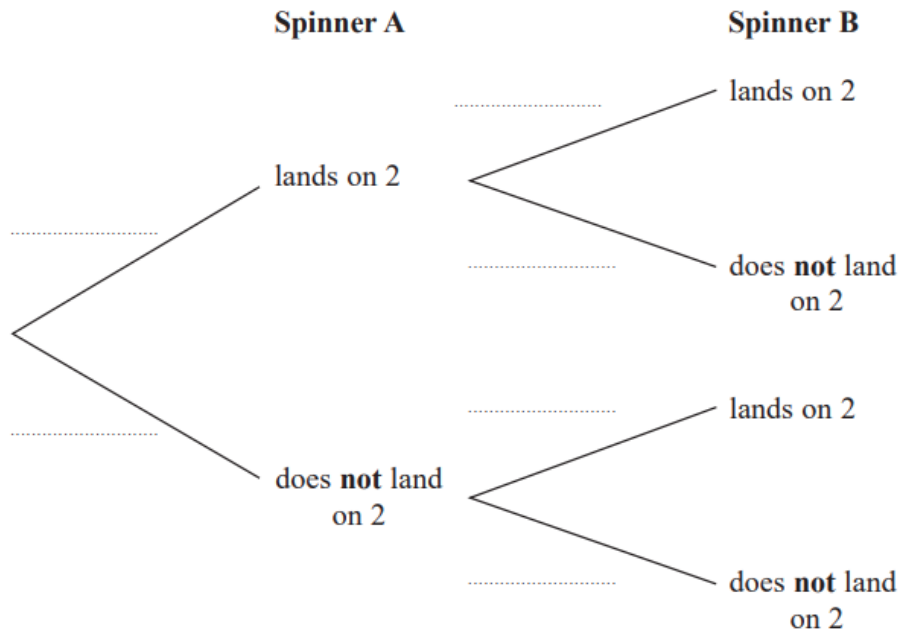 Spinner A
Spinner B
lands on 2
lands on 2
does not land
on 2
lands on 2
does not land
on 2
does not land
on 2